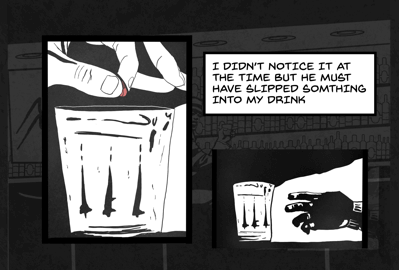 I DIDN'T NOTICE IT AT
THE TIME BUT HE MUST
HAVE SLIPPED SOMTHING
INTO MY DRINK